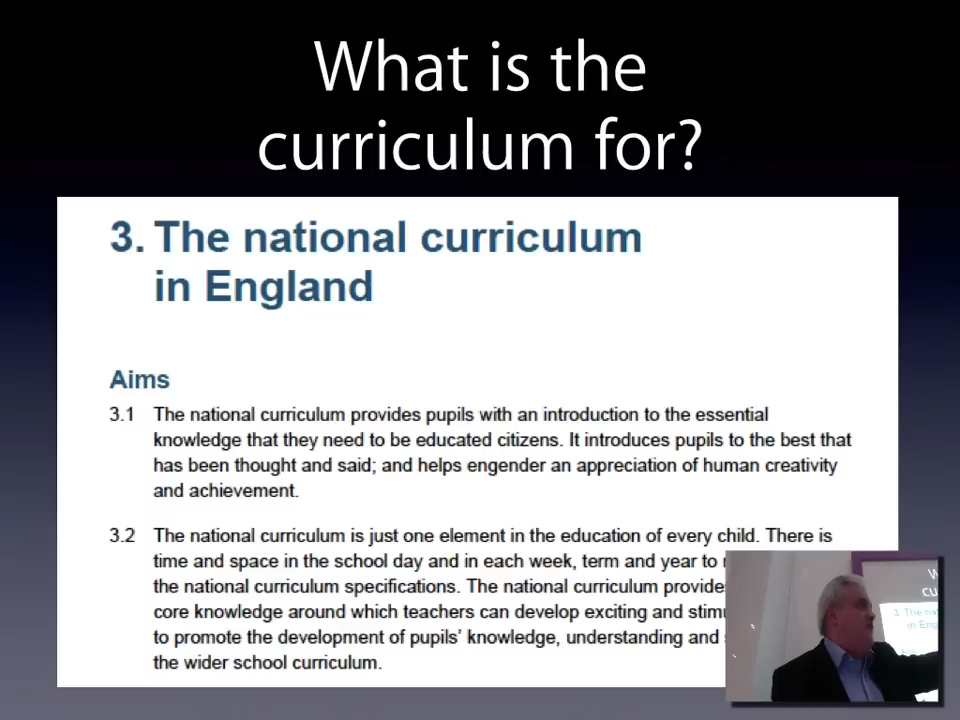 What is the
curriculum for?
3. The national curriculum
in England
Aims
3.1 The national curriculum provides pupils with an introduction to the essential
knowledge that they need to be educated citizens. It introduces pupils to the best that
has been thought and said; and helps engender an appreciation of human creativity
and achievement.
3.2 The national curriculum is just one element in the education of every child. There is
time and space in the school day and in each week, term and year to
the national curriculum specifications. The national curriculum provide
core knowledge around which teachers can develop exciting and stim
to promote the development of pupils' knowledge, understanding and
the wider school curriculum.
3. The na
in Eng